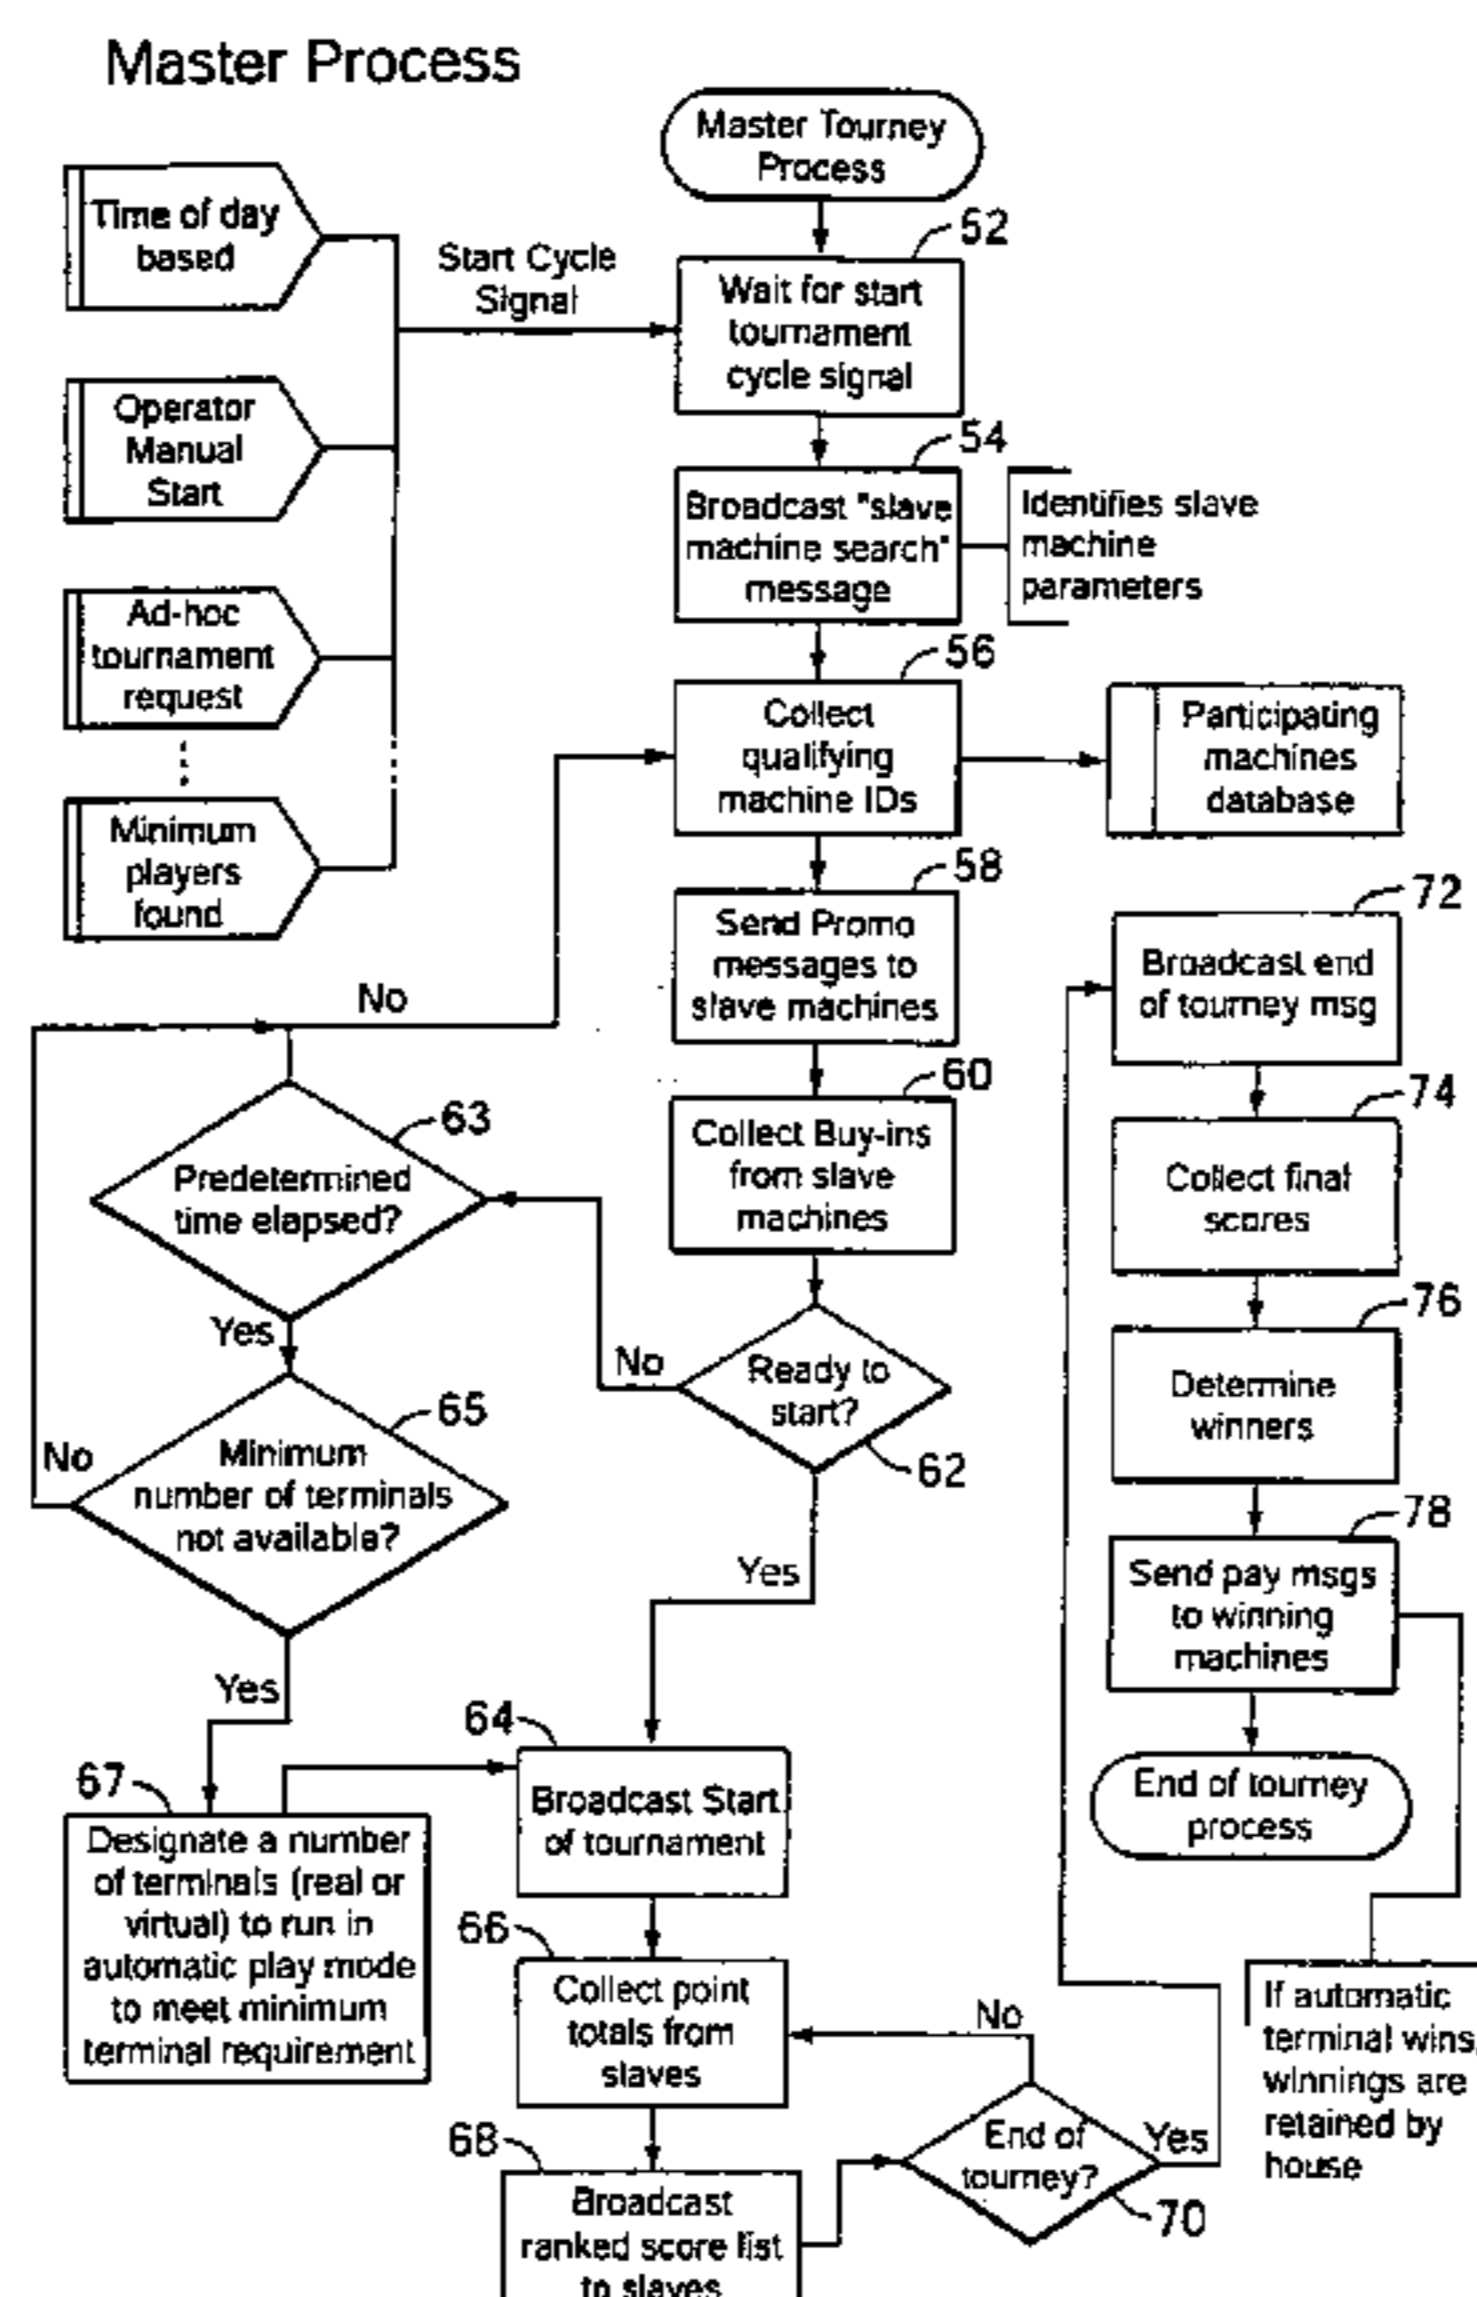 Master Process
Master Tourney
Process
Time of day
based
Start Cycle
Signal
52
Wait for start
tournament
cycle signal
Operator
Manual
Start
54
Broadcast "slave
machine search"
message
Identifies slave
machine
parameters
Ad-hoc
tournament
request
56
Collect
qualifying
machine IDs
Participating
machines
database
Minimum
players
found
58
Send Promo
messages to
slave machines
No
60
Collect Buy-ins
from slave
machines
63
Predetermined
time elapsed?
Yes
No
Ready to
start?
62
65
No
Minimum
number of terminals
not available?
Yes
Yes
67
Designate a number
of terminals (real or
virtual) to run in
automatic play mode
to meet minimum
terminal requirement
64
Broadcast Start
of tournament
66
Collect point
totals from
slaves
68
Broadcast
ranked score list
to slaves
No
End of
tourney?
Yes
70
72
Broadcast end
of tourney msg
74
Collect final
scores
76
Determine
winners
78
Send pay msgs
to winning
machines
End of tourney
process
If automatic
terminal wins,
winnings are
retained by
house